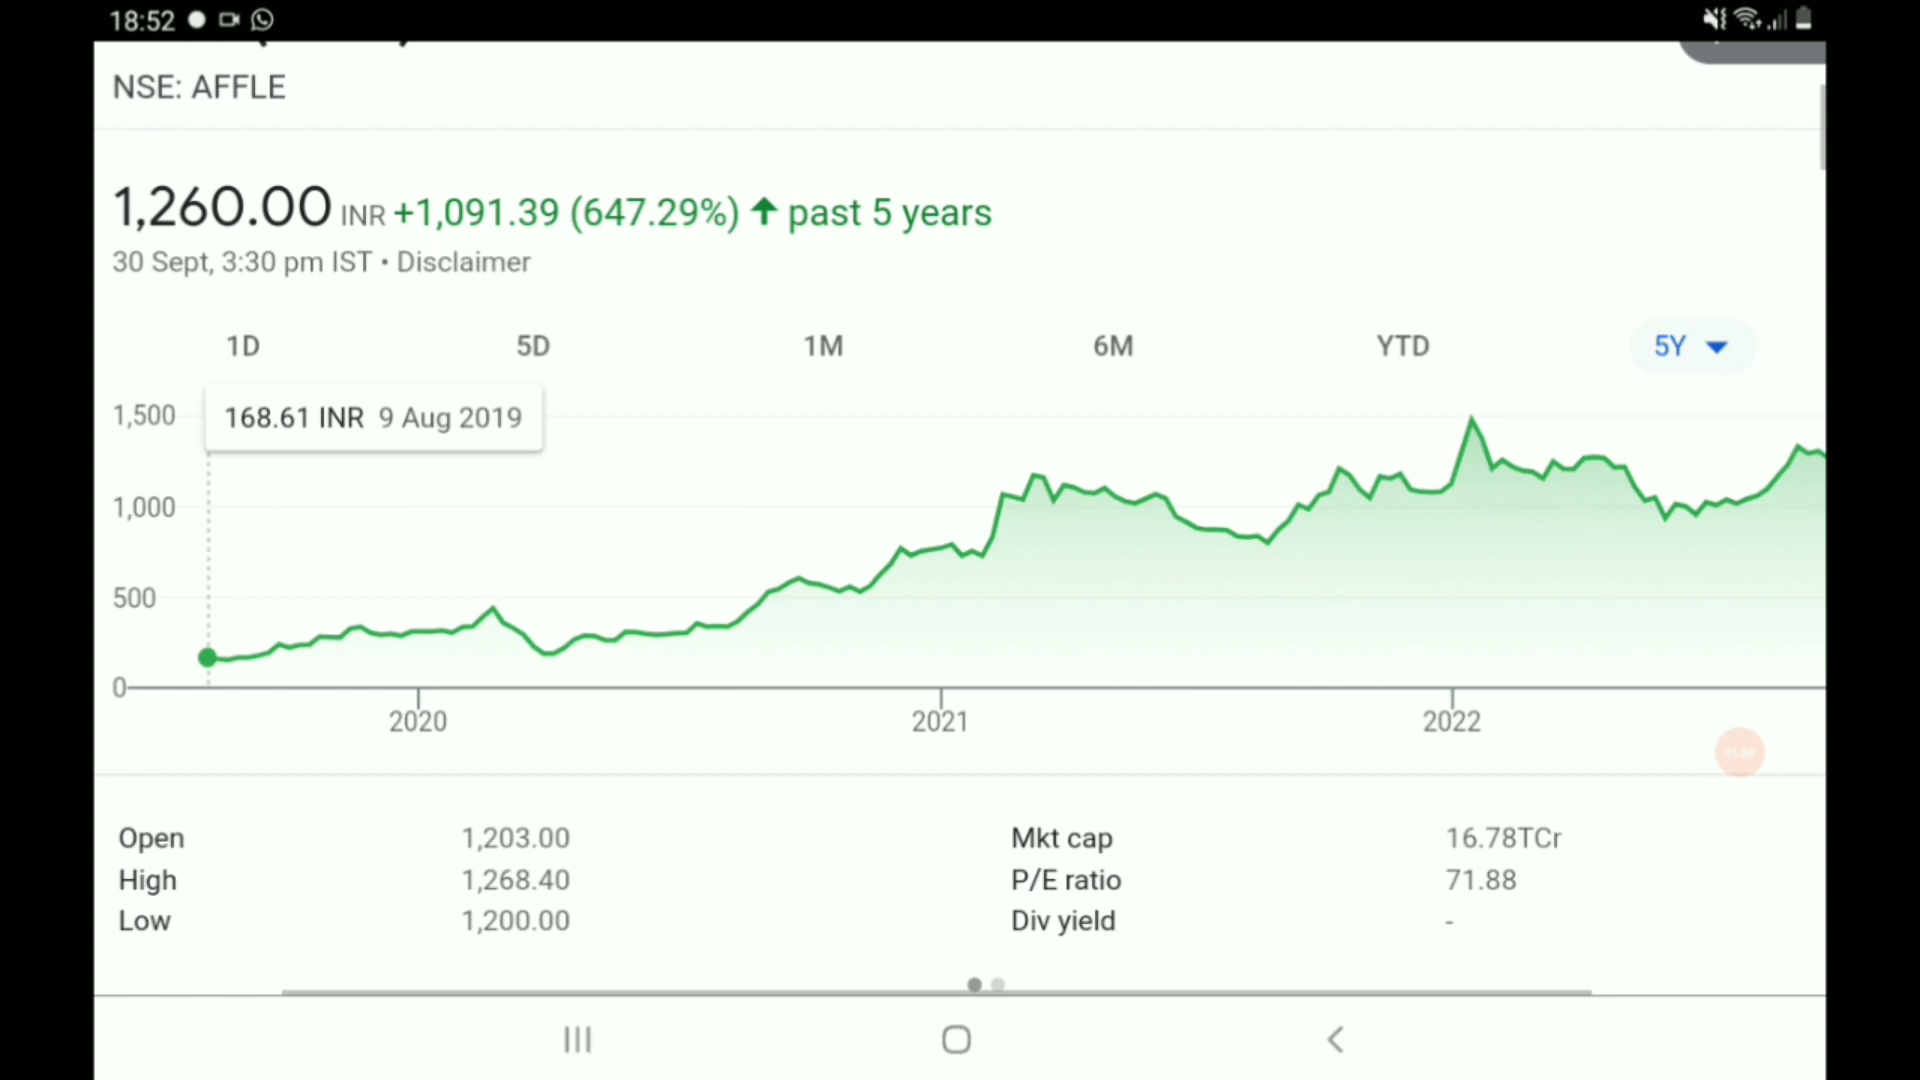 18:52
NSE: AFFLE
1,260.00 INR +1,091.39 (647.29%) ↑ past 5 years
30 Sept, 3:30 pm IST • Disclaimer
1D 5D 1M 6M YTD 5Y
168.61 INR 9 Aug 2019
1,500
1,000
500
0
2020 2021 2022
Open 1,203.00 Mkt cap 16.78TCr
High 1,268.40 P/E ratio 71.88
Low 1,200.00 Div yield -